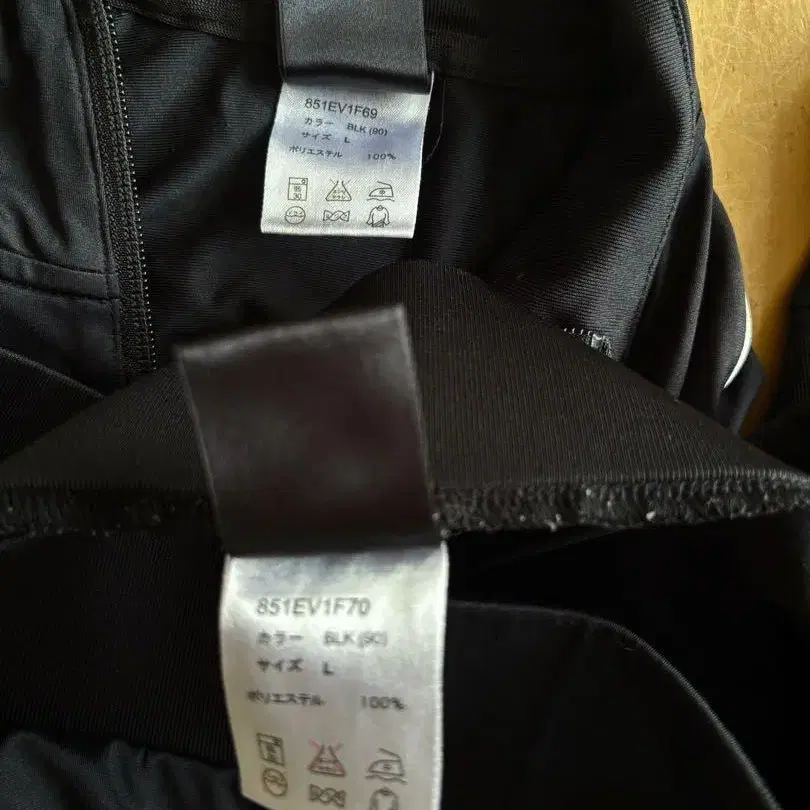 851EV1F69
カラー BLK(90)
サイズ L
ポリエステル 100%
851EV1F70
カラー BLK(90)
サイズ L
ポリエステル 100%